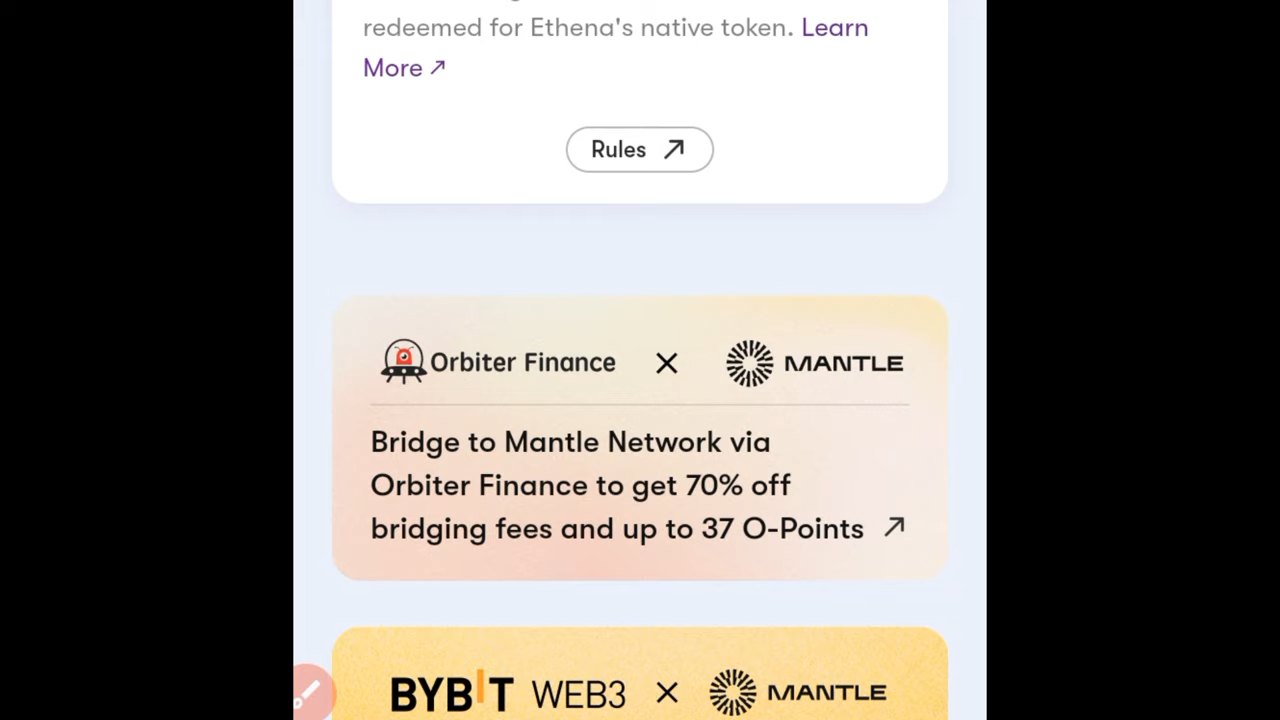 redeemed for Ethena's native token. Learn
More ↗
Rules ↗
Orbiter Finance × MANTLE
Bridge to Mantle Network via
Orbiter Finance to get 70% off
bridging fees and up to 37 O-Points ↗
BYBIT WEB3 × MANTLE